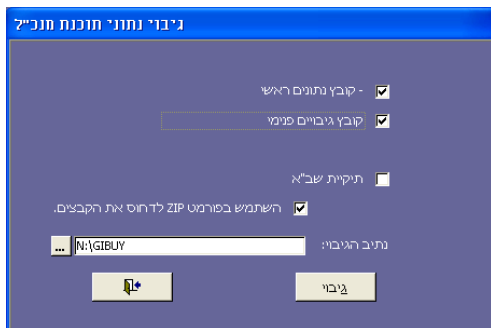 גיבוי נתוני תוכנת מנכ"ל
- קובץ נתונים ראשי
קובץ גיבויים פנימי
תיקיית שב"א
השתמש בפורמט ZIP לדחוס את הקבצים.
נתיב הגיבוי: N:\GIBUY ...
גיבוי